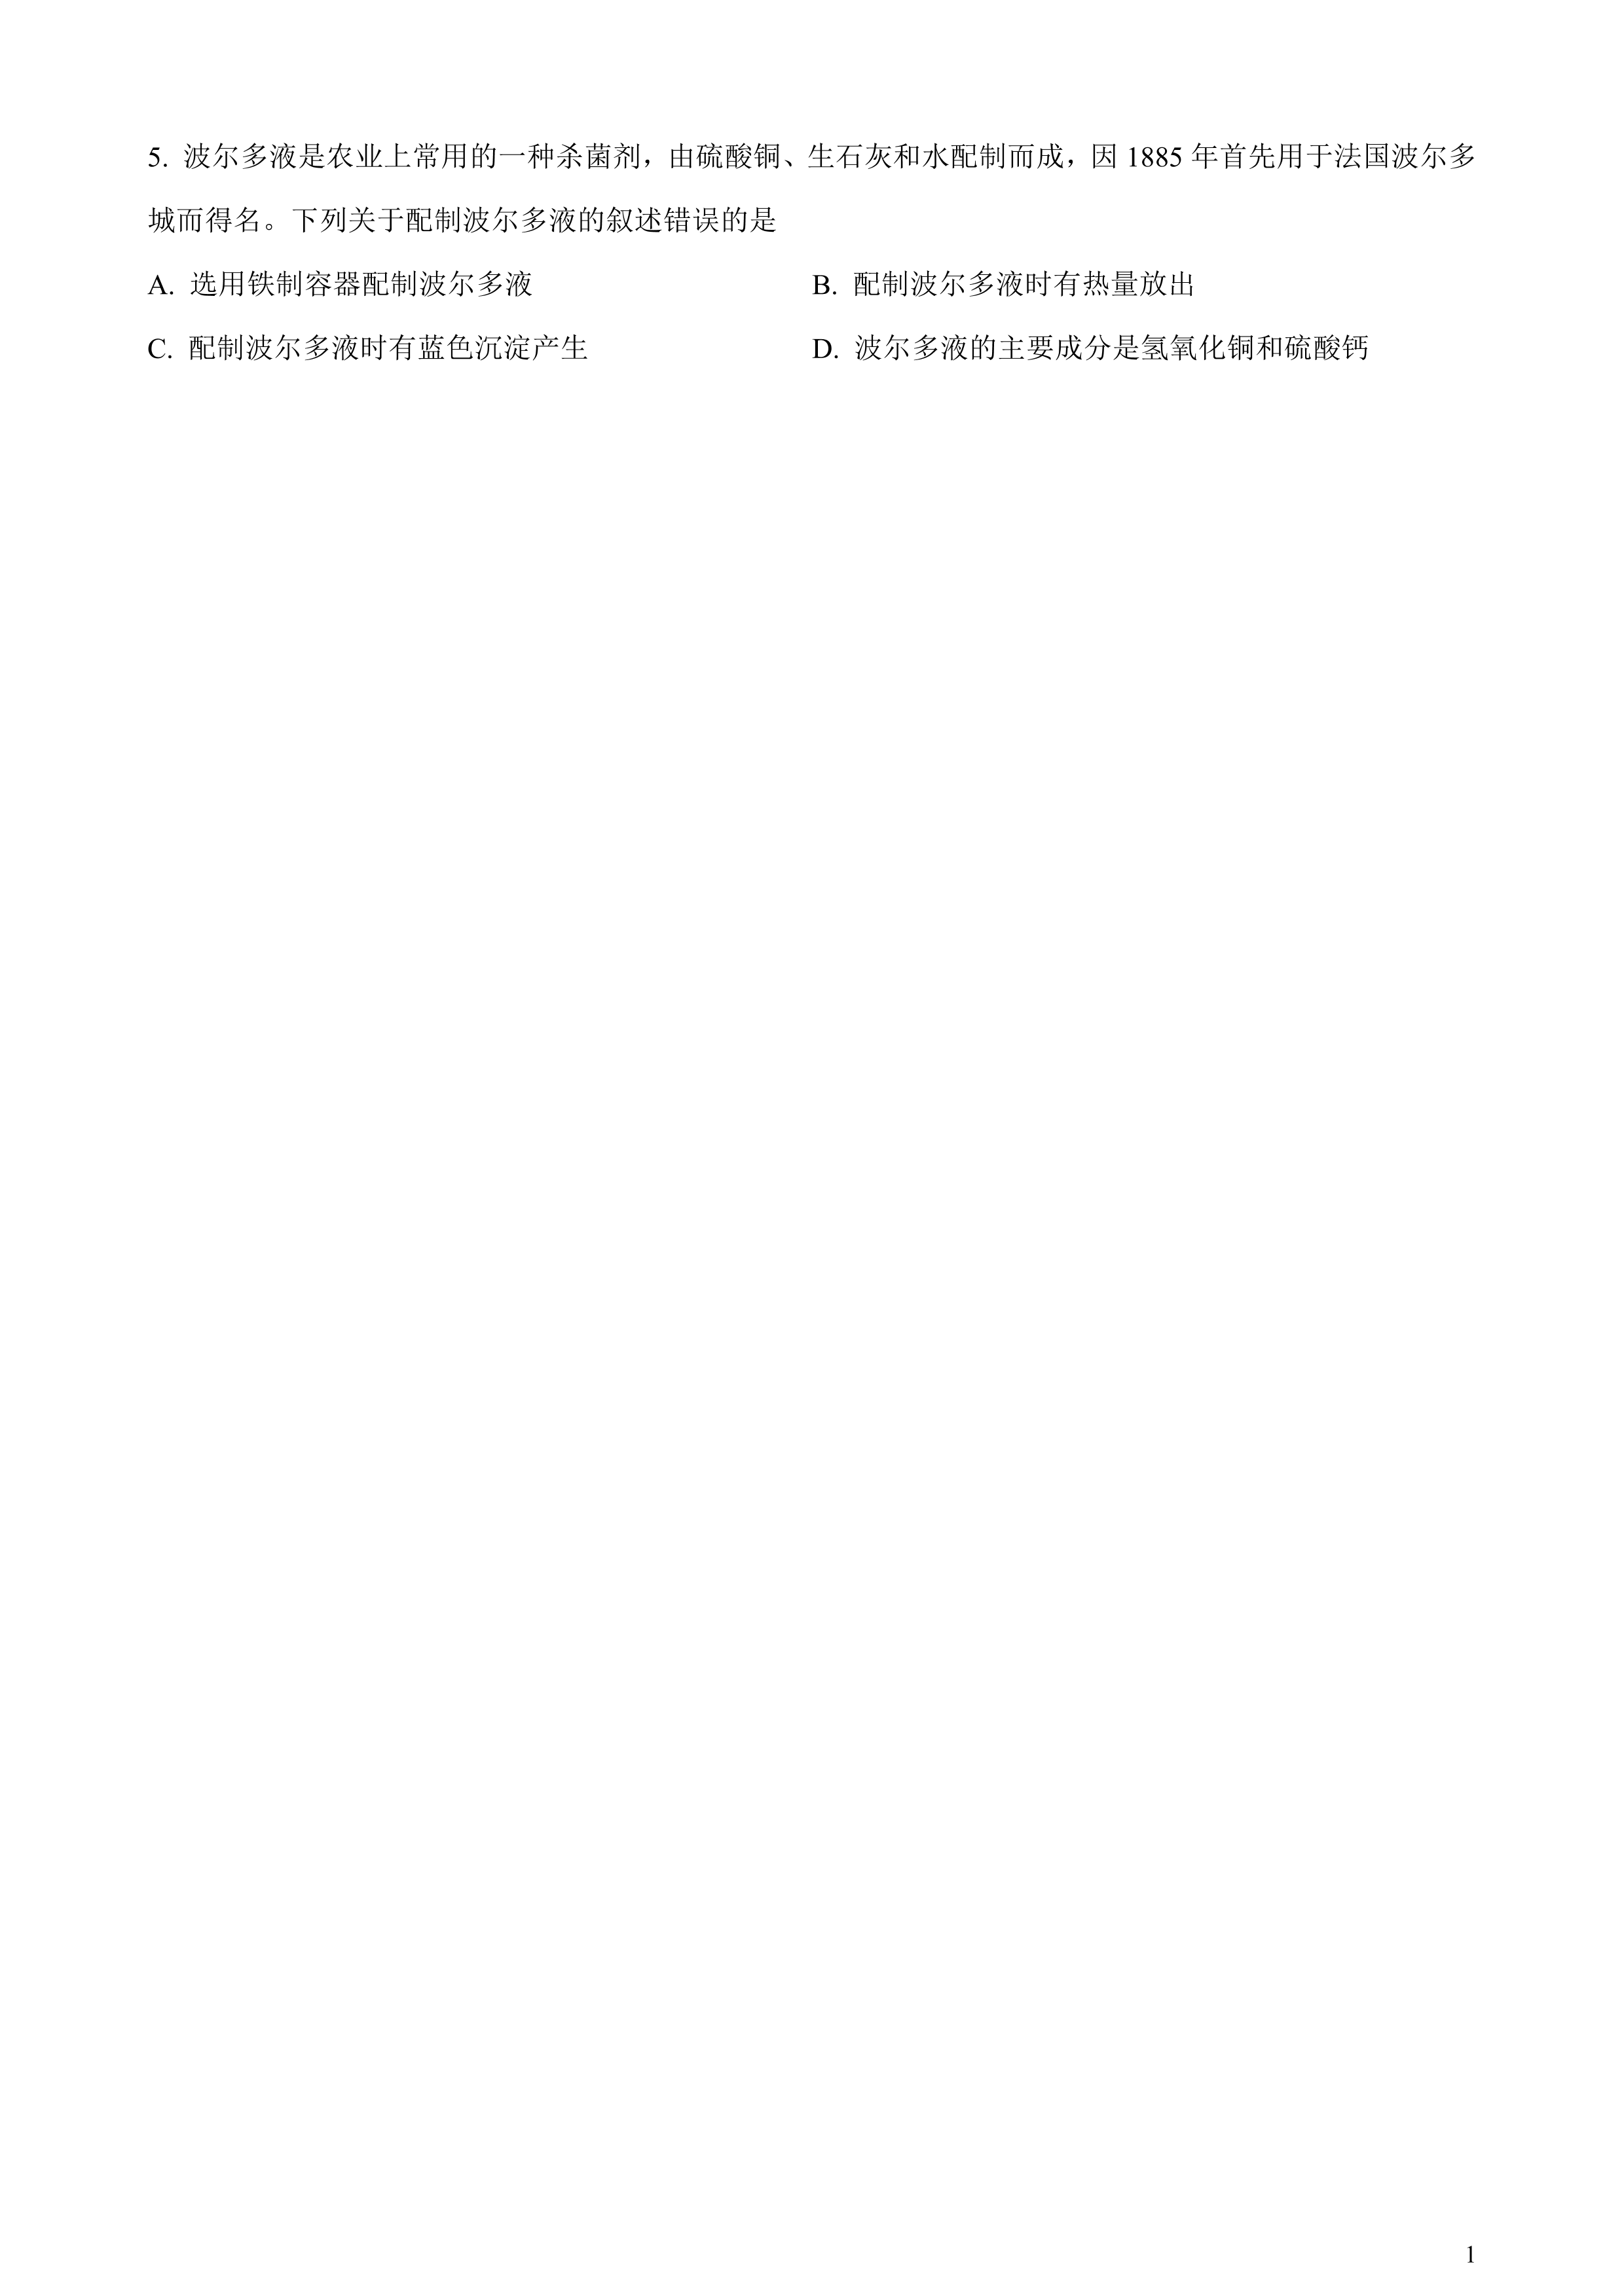 5. 波尔多液是农业上常用的一种杀菌剂，由硫酸铜、生石灰和水配制而成，因 1885 年首先用于法国波尔多
城而得名。下列关于配制波尔多液的叙述错误的是
A. 选用铁制容器配制波尔多液 B. 配制波尔多液时有热量放出
C. 配制波尔多液时有蓝色沉淀产生 D. 波尔多液的主要成分是氢氧化铜和硫酸钙
1